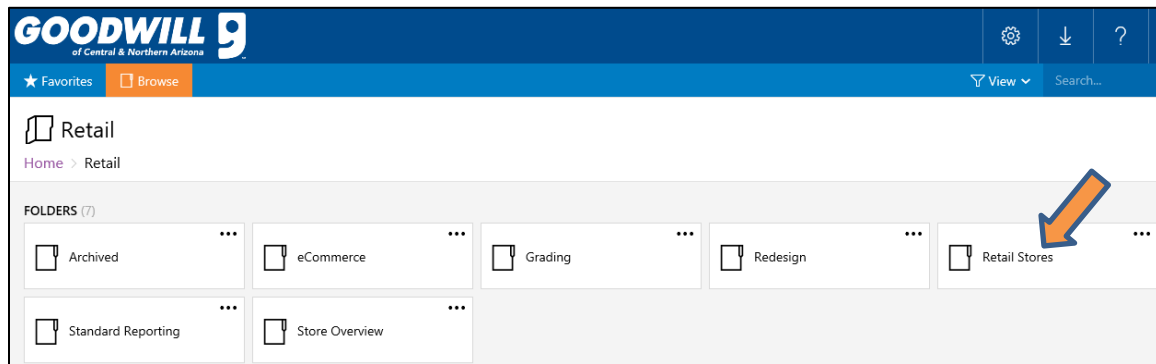 GOODWILL
of Central & Northern Arizona
?
Favorites Browse View Search...
Retail
Home > Retail
FOLDERS (7)
Archived eCommerce Grading Redesign Retail Stores
Standard Reporting Store Overview